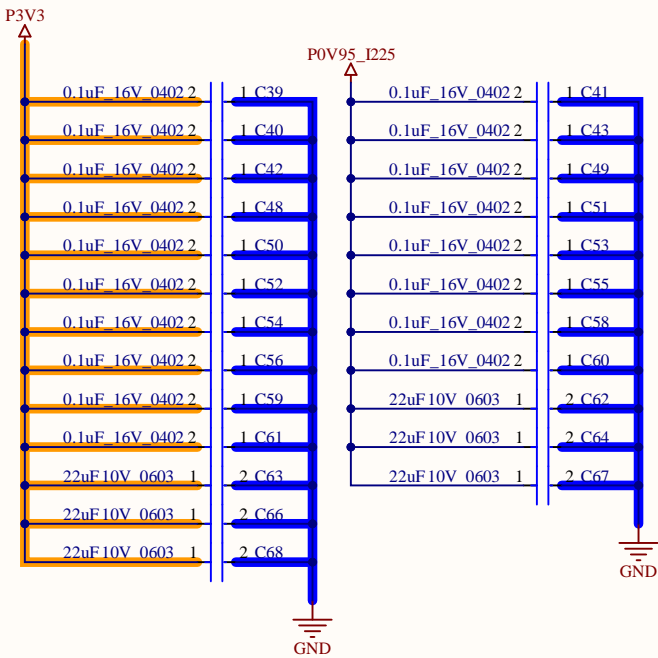 P3V3
0.1uF_16V_0402 2 1 C39
0.1uF_16V_0402 2 1 C40
0.1uF_16V_0402 2 1 C42
0.1uF_16V_0402 2 1 C48
0.1uF_16V_0402 2 1 C50
0.1uF_16V_0402 2 1 C52
0.1uF_16V_0402 2 1 C54
0.1uF_16V_0402 2 1 C56
0.1uF_16V_0402 2 1 C59
0.1uF_16V_0402 2 1 C61
22uF10V_0603 1 2 C63
22uF10V_0603 1 2 C66
22uF10V_0603 1 2 C68
GND
P0V95_I225
0.1uF_16V_0402 2 1 C41
0.1uF_16V_0402 2 1 C43
0.1uF_16V_0402 2 1 C49
0.1uF_16V_0402 2 1 C51
0.1uF_16V_0402 2 1 C53
0.1uF_16V_0402 2 1 C55
0.1uF_16V_0402 2 1 C58
0.1uF_16V_0402 2 1 C60
22uF10V_0603 1 2 C62
22uF10V_0603 1 2 C64
22uF10V_0603 1 2 C67
GND